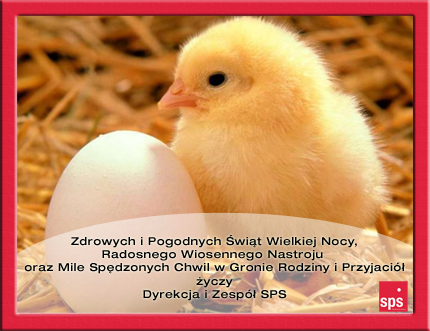 Zdrowych i Pogodnych Świąt Wielkiej Nocy,
Radosnego Wiosennego Nastroju
oraz Mile Spędzonych Chwil w Gronie Rodziny i Przyjaciół
życzy
Dyrekcja i Zespół SPS
sps